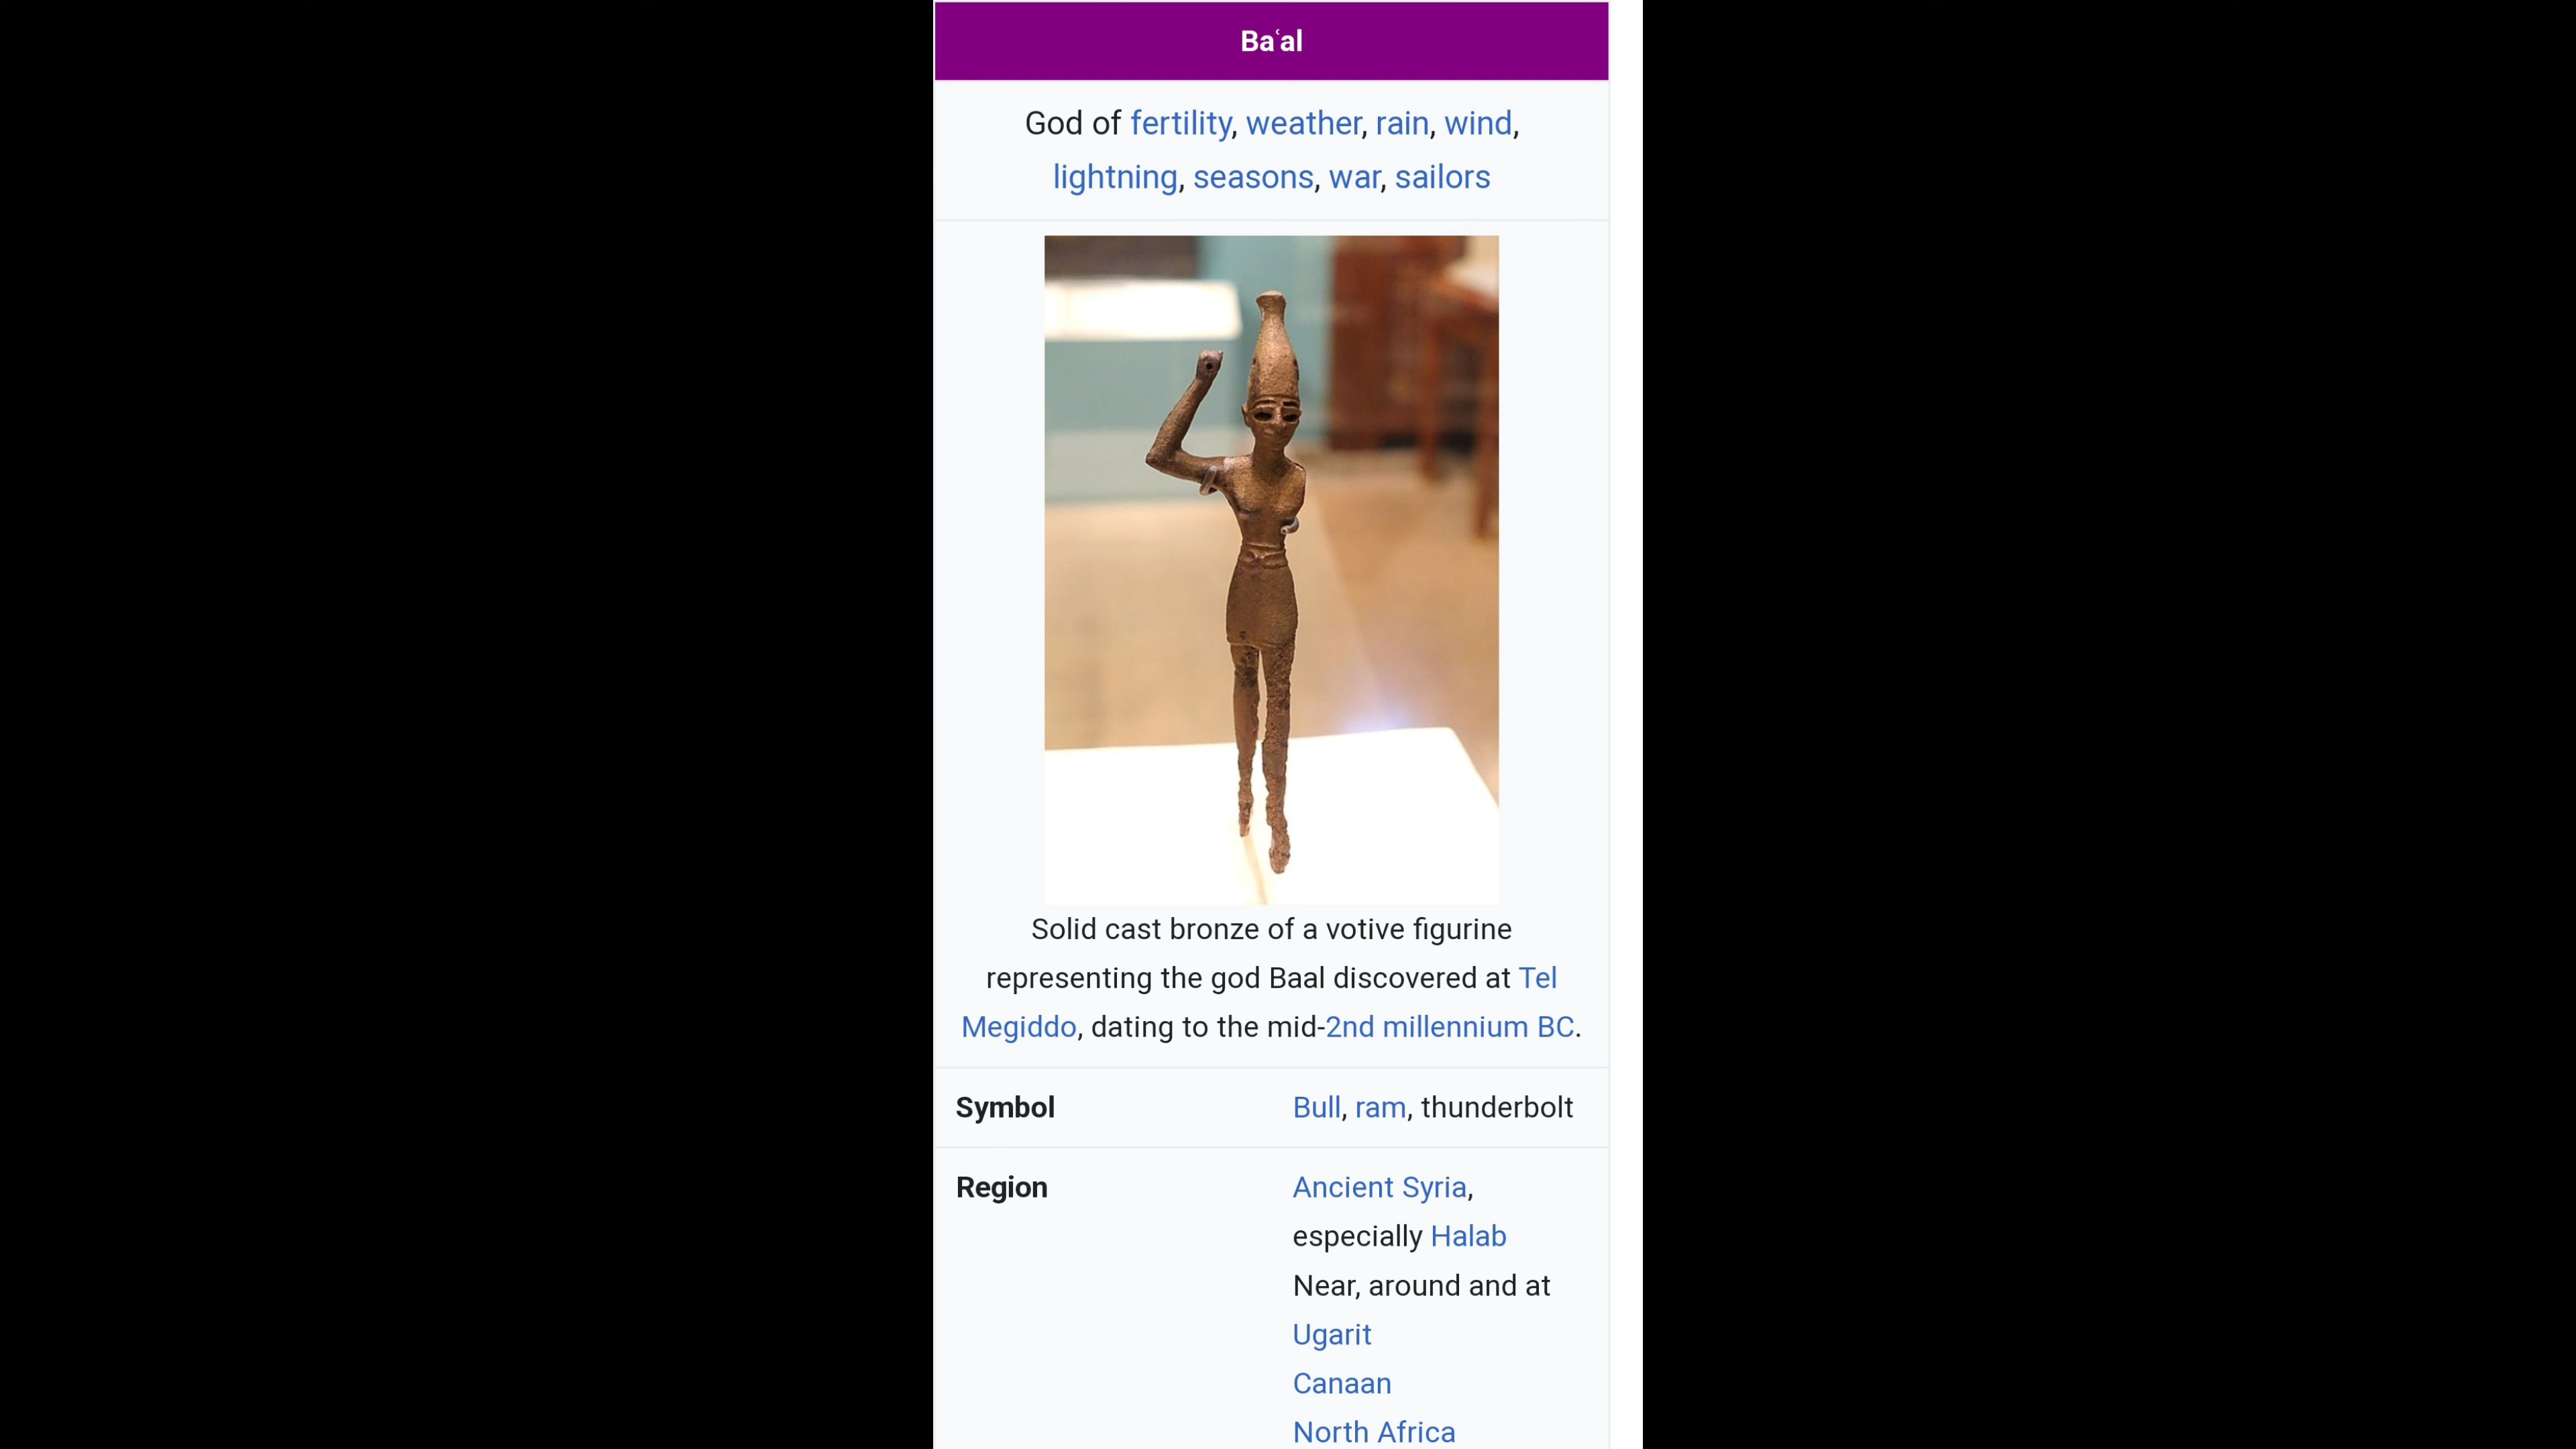 Baʿal
God of fertility, weather, rain, wind,
lightning, seasons, war, sailors
Solid cast bronze of a votive figurine
representing the god Baal discovered at Tel
Megiddo, dating to the mid-2nd millennium BC.
Symbol Bull, ram, thunderbolt
Region Ancient Syria,
especially Halab
Near, around and at
Ugarit
Canaan
North Africa